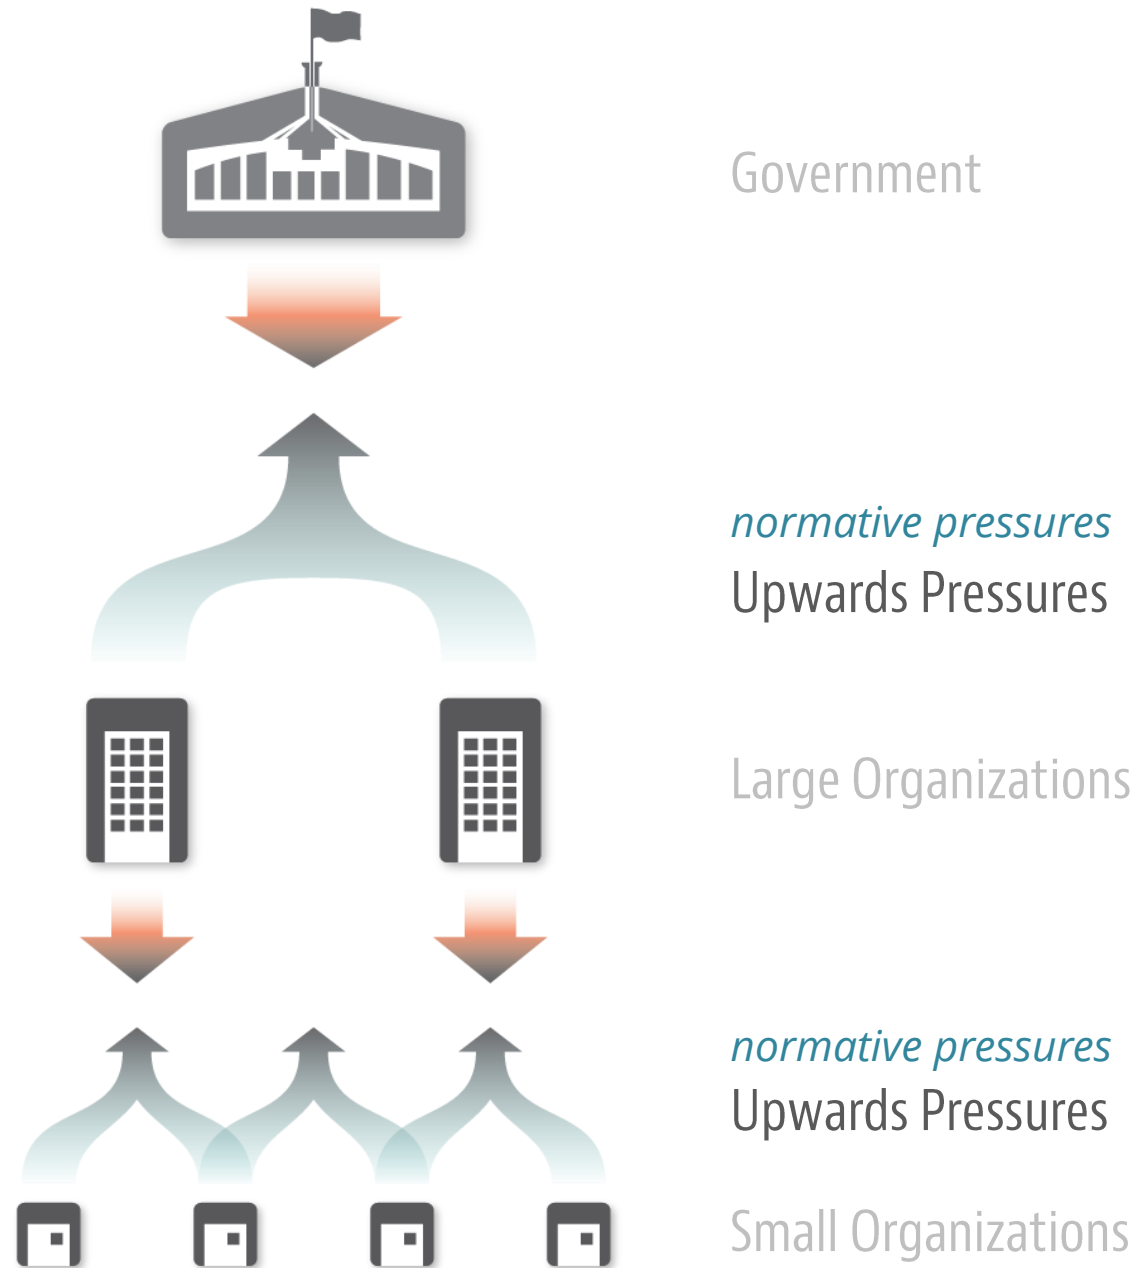 Government
normative pressures
Upwards Pressures
Large Organizations
normative pressures
Upwards Pressures
Small Organizations